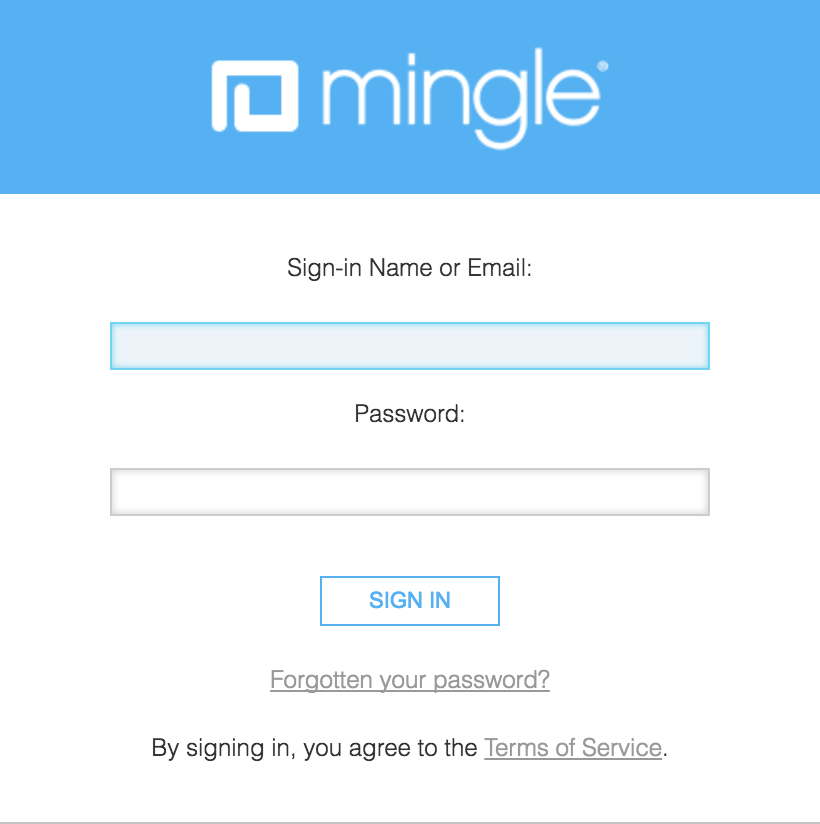 mingle®
Sign-in Name or Email:
Password:
SIGN IN
Forgotten your password?
By signing in, you agree to the Terms of Service.